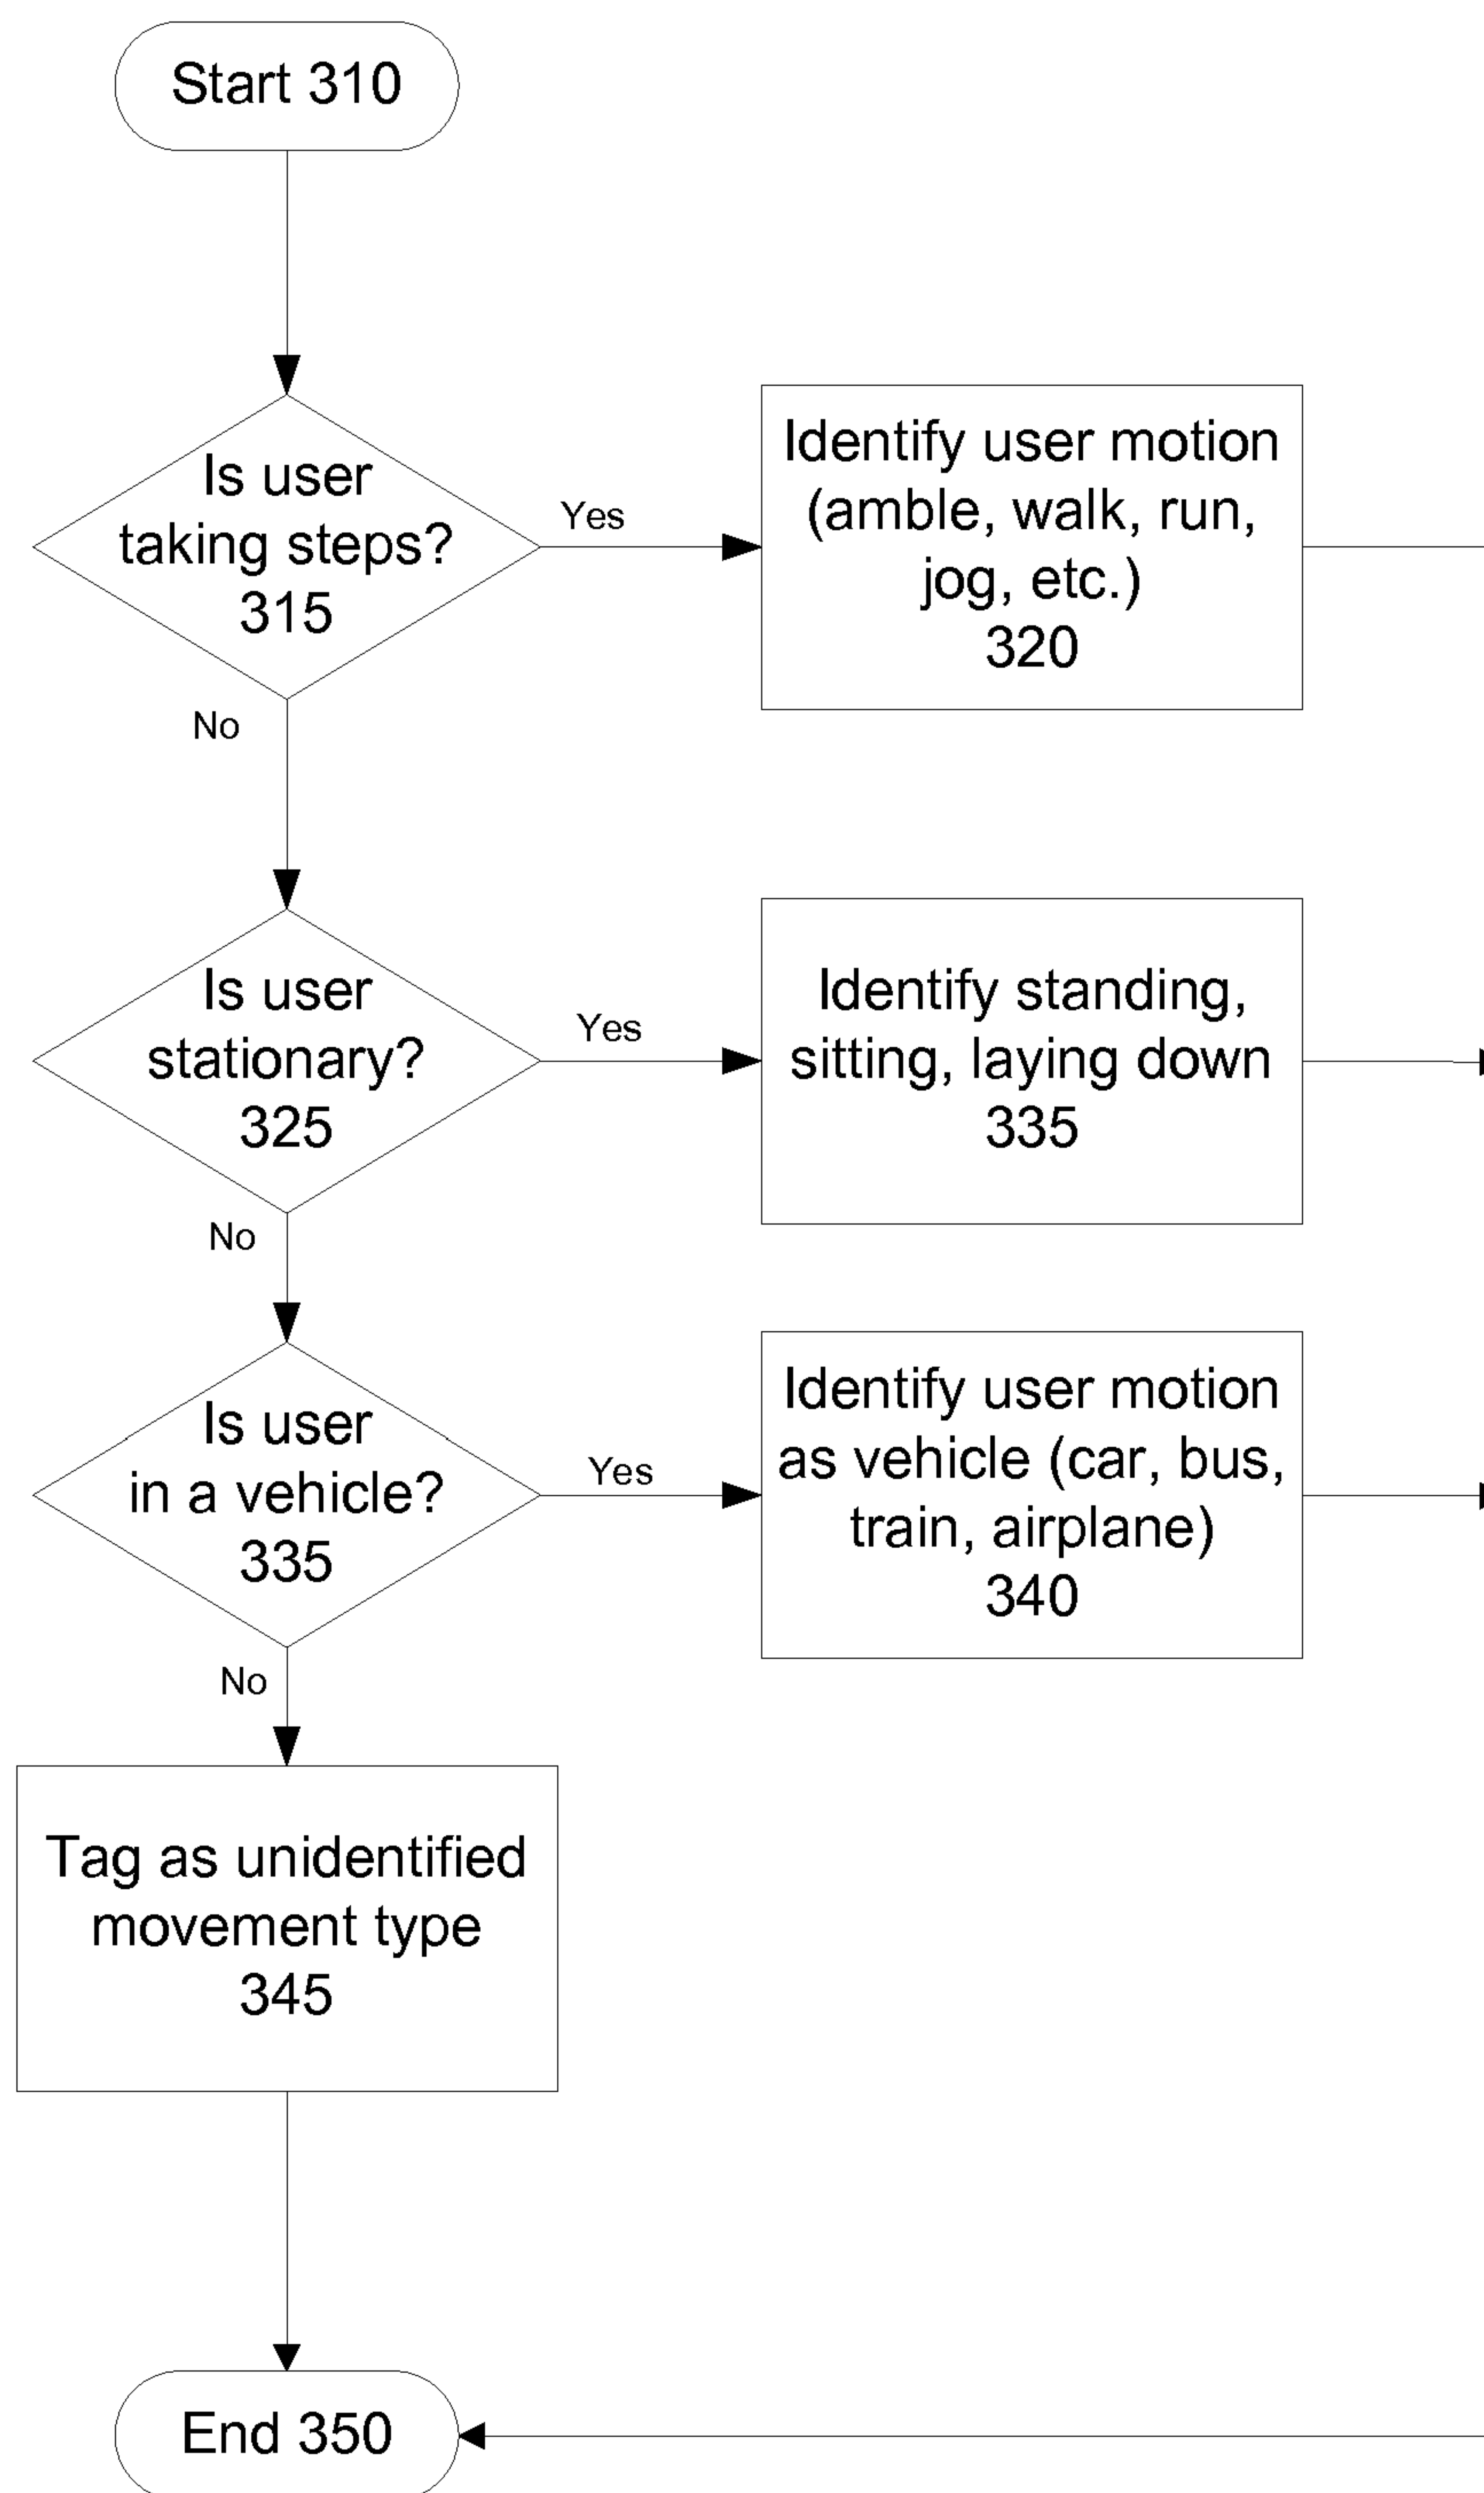 Start 310
Is user
taking steps?
315
Yes
Identify user motion
(amble, walk, run,
jog, etc.)
320
No
Is user
stationary?
325
Yes
Identify standing,
sitting, laying down
335
No
Is user
in a vehicle?
335
Yes
Identify user motion
as vehicle (car, bus,
train, airplane)
340
No
Tag as unidentified
movement type
345
End 350